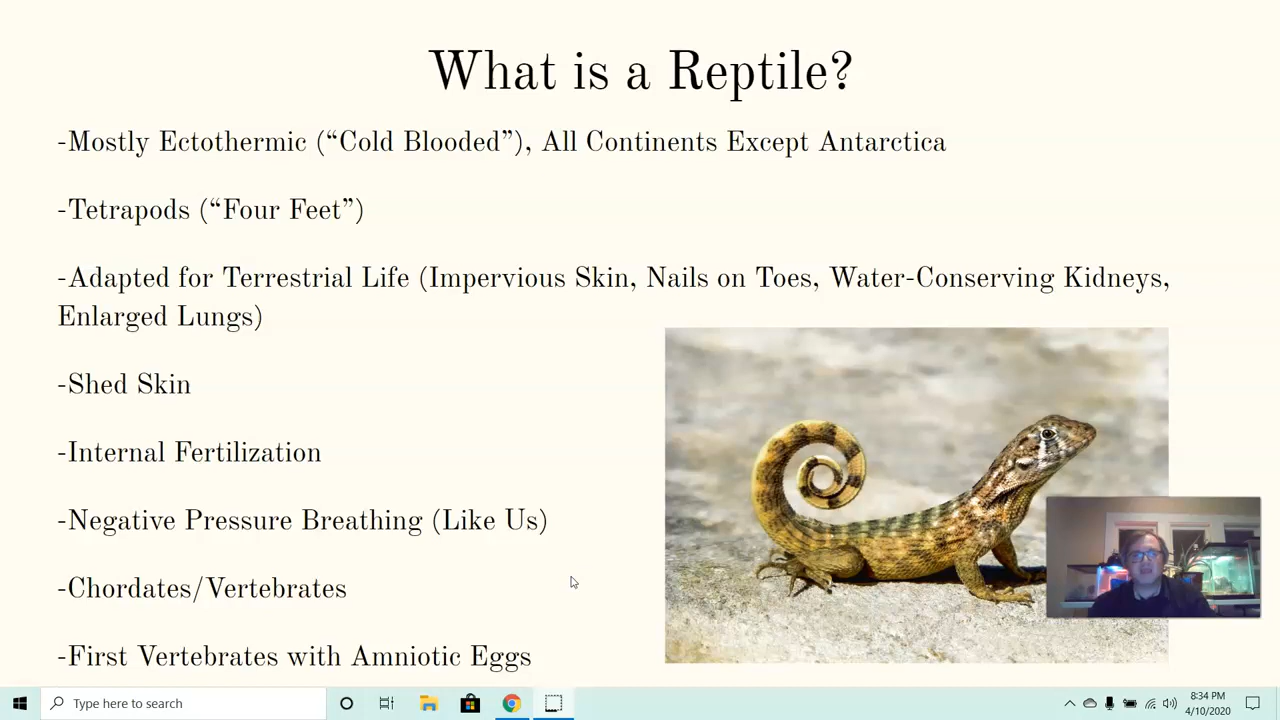 What is a Reptile?
-Mostly Ectothermic (“Cold Blooded”), All Continents Except Antarctica
-Tetrapods (“Four Feet”)
-Adapted for Terrestrial Life (Impervious Skin, Nails on Toes, Water-Conserving Kidneys,
Enlarged Lungs)
-Shed Skin
-Internal Fertilization
-Negative Pressure Breathing (Like Us)
-Chordates/Vertebrates
-First Vertebrates with Amniotic Eggs
Type here to search
8:34 PM
4/10/2020